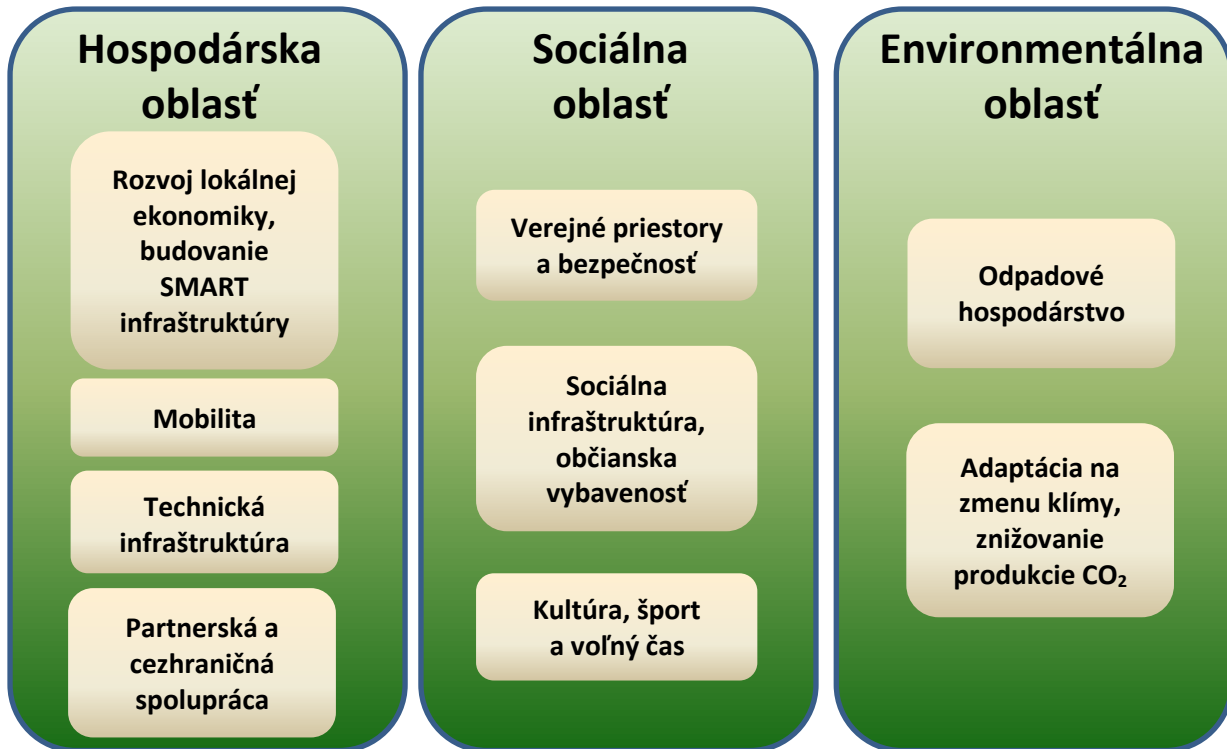 Hospodárska
oblasť
Rozvoj lokálnej
ekonomiky,
budovanie
SMART
infraštruktúry
Mobilita
Technická
infraštruktúra
Partnerská a
cezhraničná
spolupráca
Sociálna
oblasť
Verejné priestory
a bezpečnosť
Sociálna
infraštruktúra,
občianska
vybavenosť
Kultúra, šport
a voľný čas
Environmentálna
oblasť
Odpadové
hospodárstvo
Adaptácia na
zmenu klímy,
znižovanie
produkcie CO₂